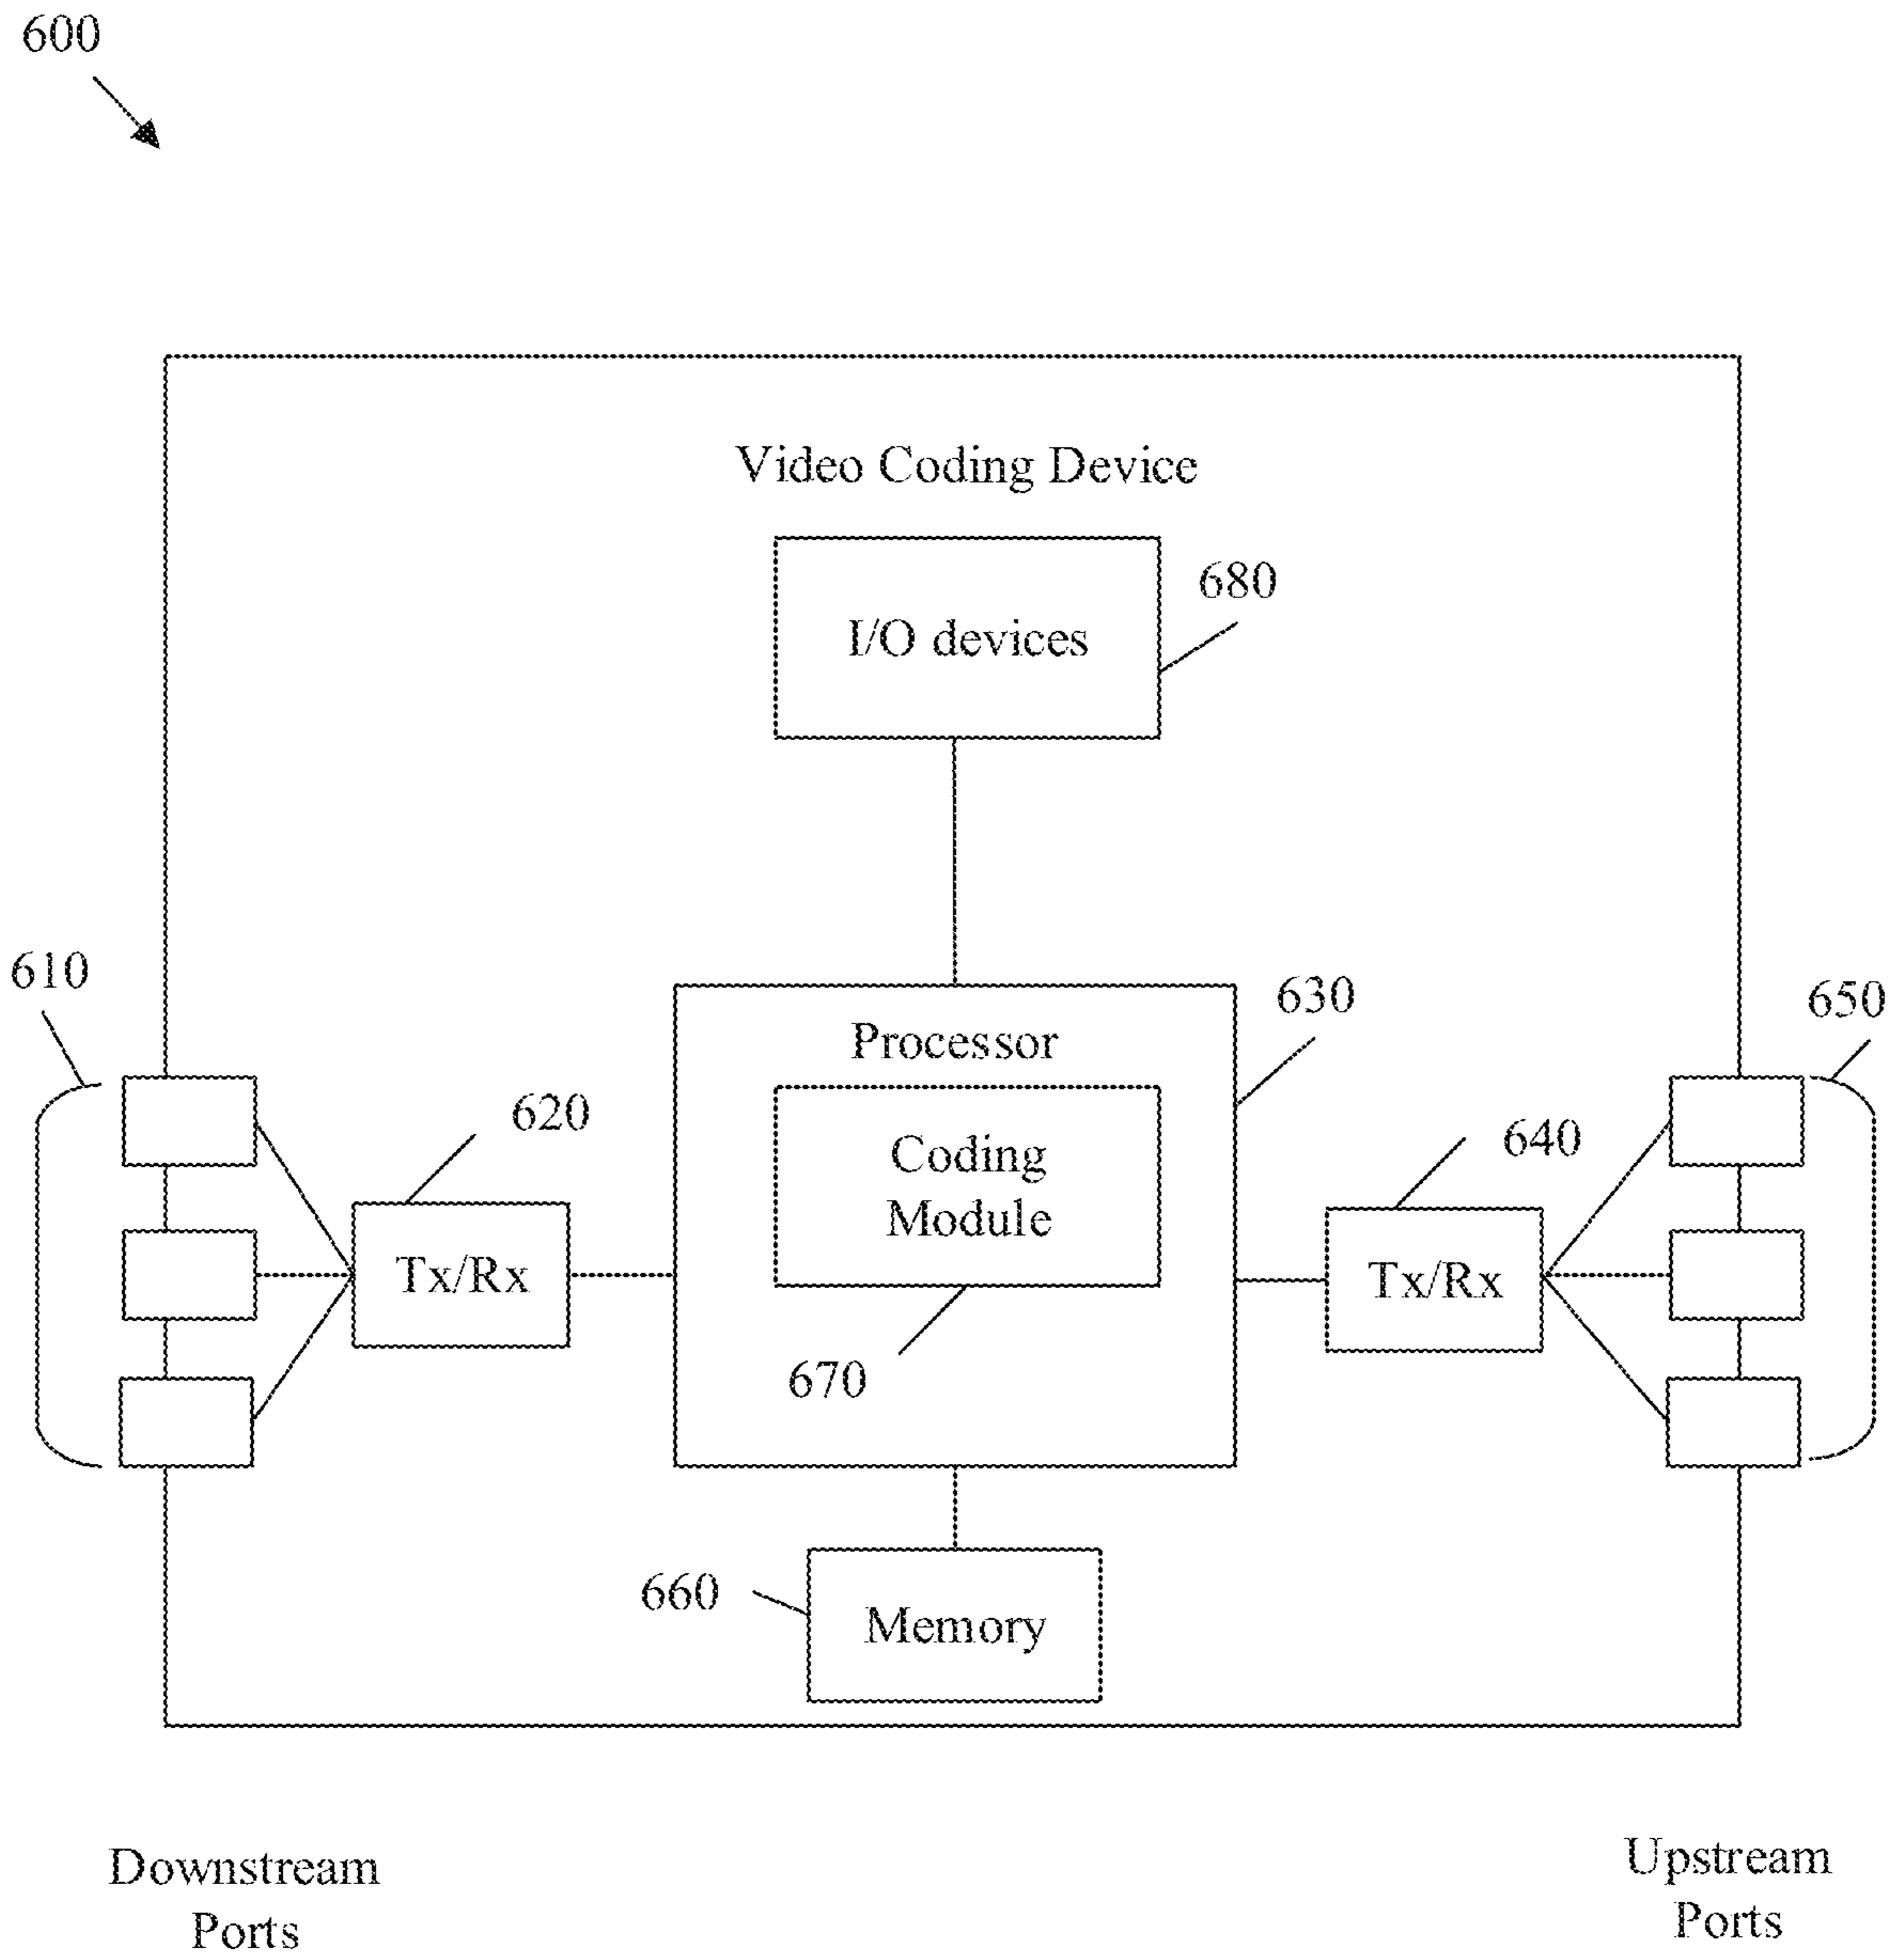 600
Video Coding Device
I/O devices
680
610
630
650
Processor
620
640
Coding
Module
Tx/Rx
Tx/Rx
670
660
Memory
Downstream
Ports
Upstream
Ports